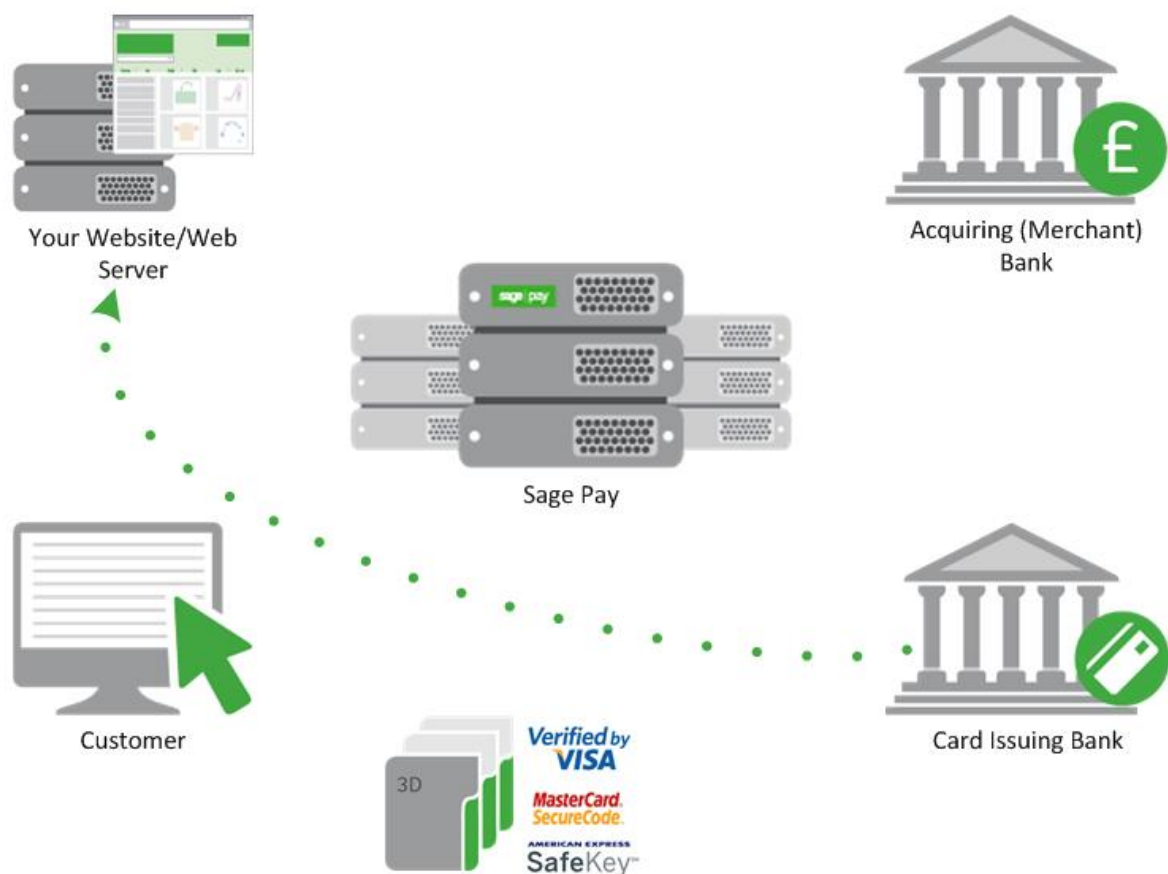 Your Website/Web
Server
£
Acquiring (Merchant)
Bank
sage pay
Sage Pay
Customer
Card Issuing Bank
3D
Verified by
VISA
MasterCard.
SecureCode.
AMERICAN EXPRESS
SafeKey™